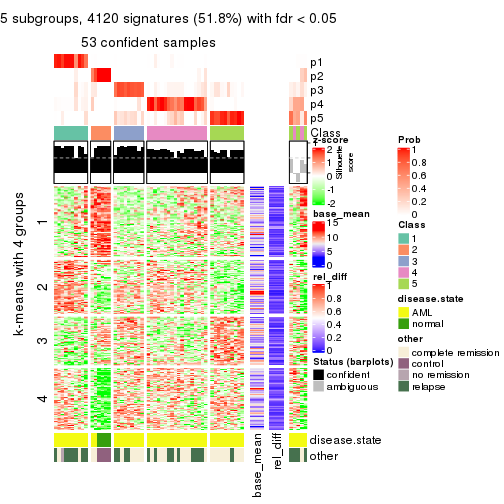 5 subgroups, 4120 signatures (51.8%) with fdr < 0.05
53 confident samples
p1
p2
p3
p4
p5
Class
1
Silhouette
score
k-means with 4 groups
1
2
3
4
disease.state
other
base_mean
rel_diff
z-score
2
1
0
-1
-2
base_mean
15
10
5
0
rel_diff
1
0.8
0.6
0.4
0.2
0
Status (barplots)
confident
ambiguous
Prob
1
0.8
0.6
0.4
0.2
0
Class
1
2
3
4
5
disease.state
AML
normal
other
complete remission
control
no remission
relapse